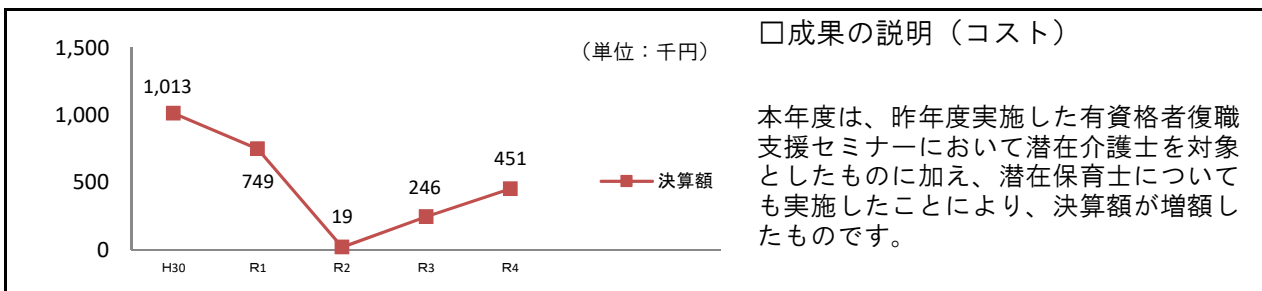 1,500
（単位：千円）
1,013
1,000
749
500
19
246
451
0
H30
R1
R2
R3
R4
決算額
□成果の説明（コスト）
本年度は、昨年度実施した有資格者復職
支援セミナーにおいて潜在介護士を対象
としたものに加え、潜在保育士について
も実施したことにより、決算額が増額し
たものです。